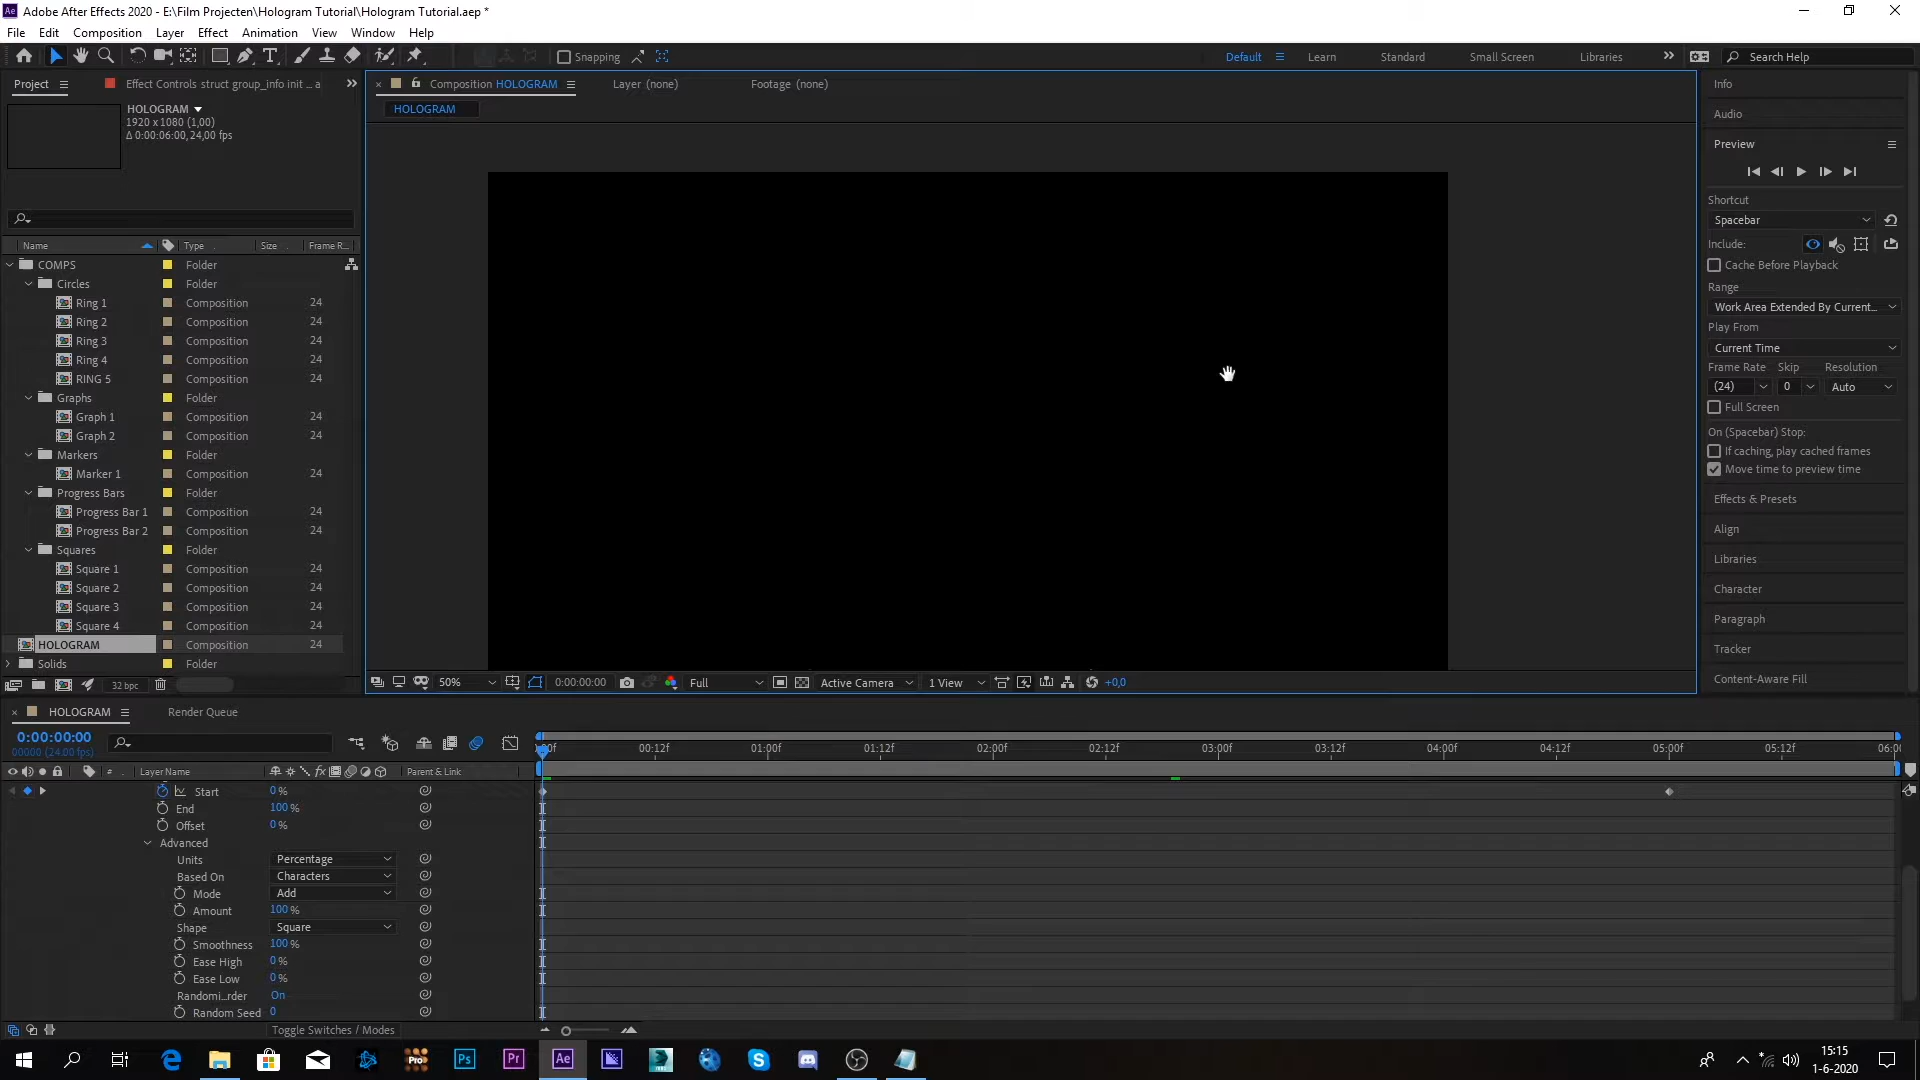 Adobe After Effects 2020 - E:\Film Projecten\Hologram Tutorial\Hologram Tutorial.aep *
File Edit Composition Layer Effect Animation View Window Help
Snapping
Default Learn Standard Small Screen Libraries Search Help
Project Effect Controls struct group_info init ... a
Composition HOLOGRAM Layer (none) Footage (none)
HOLOGRAM
HOLOGRAM
1920 x 1080 (1,00)
Δ 0:00:06:00, 24,00 fps
Name Type Size Frame R...
COMPS Folder
Circles Folder
Ring 1 Composition 24
Ring 2 Composition 24
Ring 3 Composition 24
Ring 4 Composition 24
RING 5 Composition 24
Graphs Folder
Graph 1 Composition 24
Graph 2 Composition 24
Markers Folder
Marker 1 Composition 24
Progress Bars Folder
Progress Bar 1 Composition 24
Progress Bar 2 Composition 24
Squares Folder
Square 1 Composition 24
Square 2 Composition 24
Square 3 Composition 24
Square 4 Composition 24
HOLOGRAM Composition 24
Solids Folder
32 bpc
50% 0:00:00:00 Full Active Camera 1 View +0,0
Info
Audio
Preview
Shortcut
Spacebar
Include:
Cache Before Playback
Range
Work Area Extended By Current...
Play From
Current Time
Frame Rate Skip Resolution
(24) 0 Auto
Full Screen
On (Spacebar) Stop:
If caching, play cached frames
Move time to preview time
Effects & Presets
Align
Libraries
Character
Paragraph
Tracker
Content-Aware Fill
HOLOGRAM Render Queue
0:00:00:00
00000 (24.00 fps)
:00f 00:12f 01:00f 01:12f 02:00f 02:12f 03:00f 03:12f 04:00f 04:12f 05:00f 05:12f 06:00
# Layer Name Parent & Link
Start 0%
End 100%
Offset 0%
Advanced
Units Percentage
Based On Characters
Mode Add
Amount 100%
Shape Square
Smoothness 100%
Ease High 0%
Ease Low 0%
Randomi...rder On
Random Seed 0
Toggle Switches / Modes
Pro Ps Pr Ae
15:15
1-6-2020